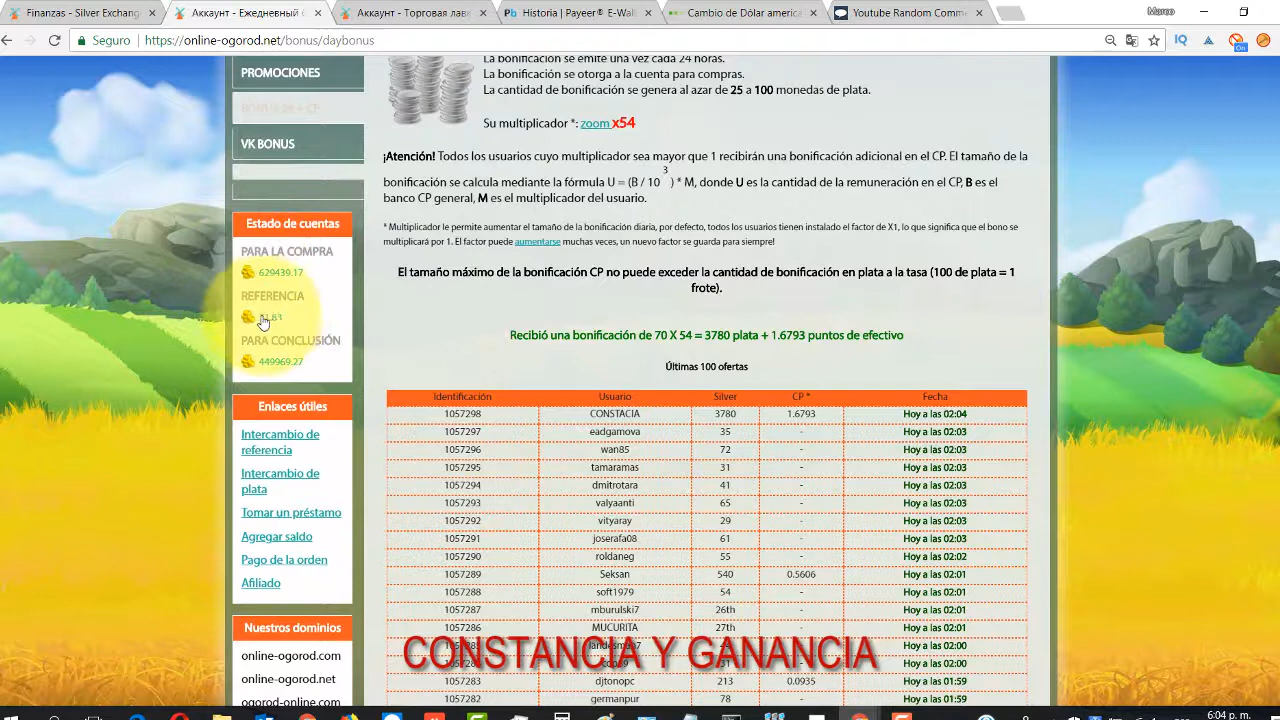 Finanzas - Silver exchan
Аккаунт - Ежедневный б
Аккаунт - Торговая лавк
Historia | Payeer® E-Wall
Cambio de Dólar america
Youtube Random Comme
Marco
Seguro
https://online-ogorod.net/bonus/daybonus
On
PROMOCIONES
VK BONUS
Estado de cuentas
PARA LA COMPRA
629439.17
REFERENCIA
PARA CONCLUSIÓN
449969.27
Enlaces útiles
Intercambio de
referencia
Intercambio de
plata
Tomar un préstamo
Agregar saldo
Pago de la orden
Afiliado
Nuestros dominios
online-ogorod.com
online-ogorod.net
ogorod-online.com
La bonificación se emite una vez cada 24 horas.
La bonificación se otorga a la cuenta para compras.
La cantidad de bonificación se genera al azar de 25 a 100 monedas de plata.
Su multiplicador *: zoom x54
¡Atención! Todos los usuarios cuyo multiplicador sea mayor que 1 recibirán una bonificación adicional en el CP. El tamaño de la
bonificación se calcula mediante la fórmula U = (B / 10 3 ) * M, donde U es la cantidad de la remuneración en el CP, B es el
banco CP general, M es el multiplicador del usuario.
* Multiplicador le permite aumentar el tamaño de la bonificación diaria, por defecto, todos los usuarios tienen instalado el factor de X1, lo que significa que el bono se
multiplicará por 1. El factor puede aumentarse muchas veces, un nuevo factor se guarda para siempre!
El tamaño máximo de la bonificación CP no puede exceder la cantidad de bonificación en plata a la tasa (100 de plata = 1
frote).
Recibió una bonificación de 70 X 54 = 3780 plata + 1.6793 puntos de efectivo
Últimas 100 ofertas
Identificación Usuario Silver CP * Fecha
1057298 CONSTACIA 3780 1.6793 Hoy a las 02:04
1057297 eadgamova 35 - Hoy a las 02:03
1057296 wan85 72 - Hoy a las 02:03
1057295 tamaramas 31 - Hoy a las 02:03
1057294 dmitrotara 41 - Hoy a las 02:03
1057293 valyaanti 65 - Hoy a las 02:03
1057292 vityaray 29 - Hoy a las 02:03
1057291 joserafa08 61 - Hoy a las 02:03
1057290 roldaneg 55 - Hoy a las 02:02
1057289 Seksan 540 0.5606 Hoy a las 02:01
1057288 soft1979 54 - Hoy a las 02:01
1057287 mburulski7 26th - Hoy a las 02:01
1057286 MUCURITA 27th - Hoy a las 02:01
Hoy a las 02:00
Hoy a las 02:00
CONSTANCIA Y GANANCIA
1057283 djtonopc 213 0.0935 Hoy a las 01:59
1057282 germanpur 78 - Hoy a las 01:59
6:04 p. m.